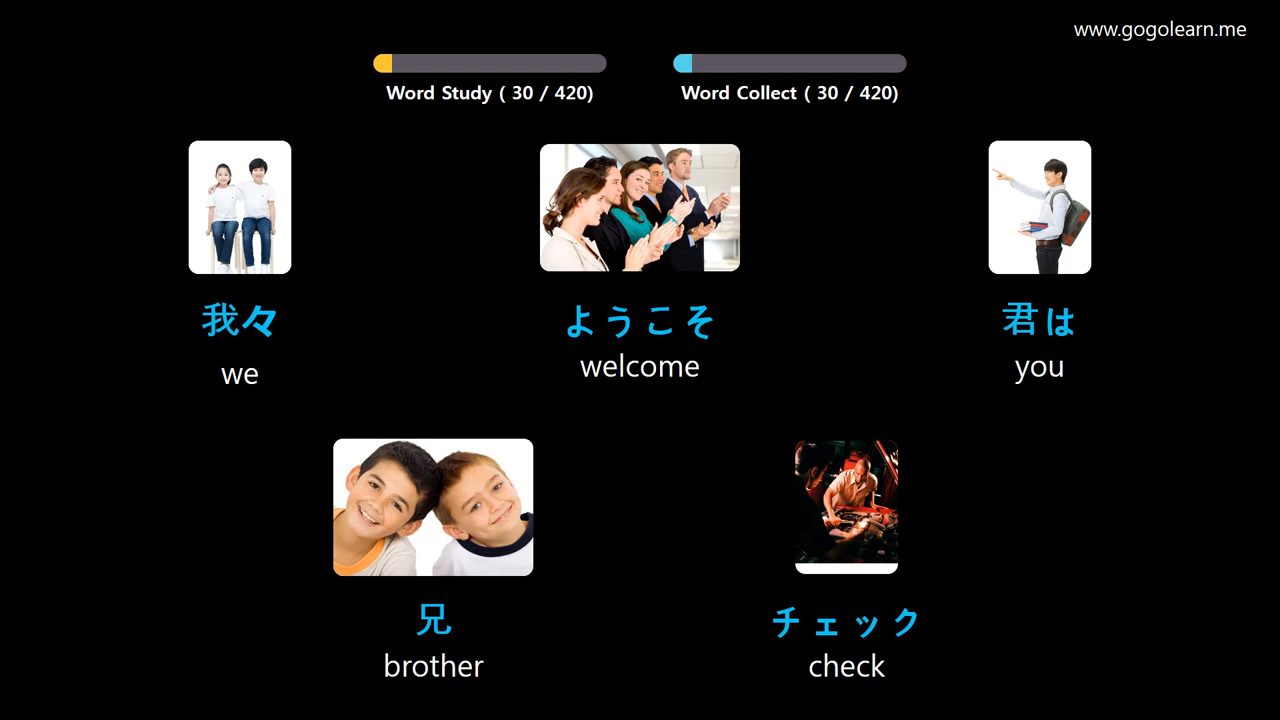 www.gogolearn.me
Word Study ( 30 / 420)
Word Collect ( 30 / 420)
我々
we
ようこそ
welcome
君は
you
兄
brother
チェック
check